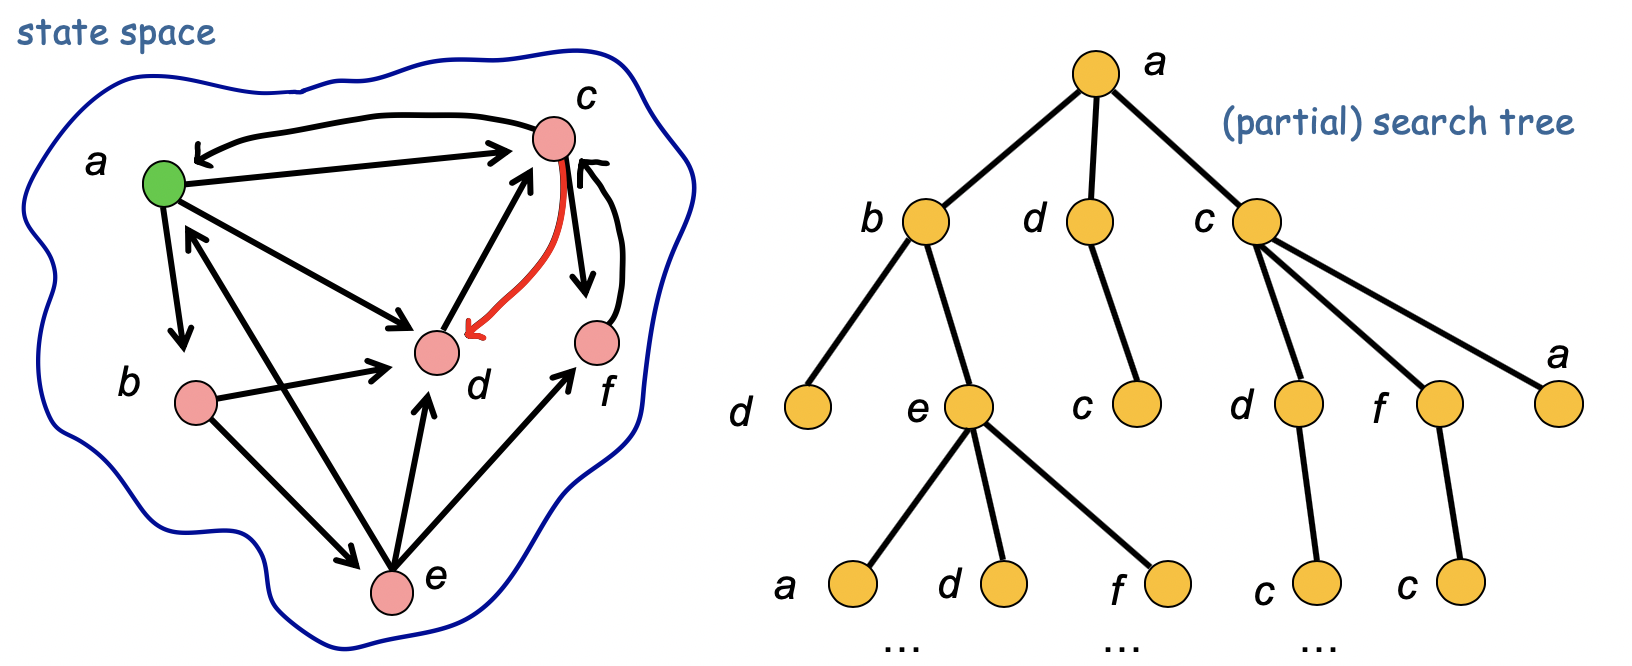 state space
a
c
b
d
f
e
(partial) search tree
a
b
d
c
d
e
c
d
f
a
a
d
f
c
c
... ... ...